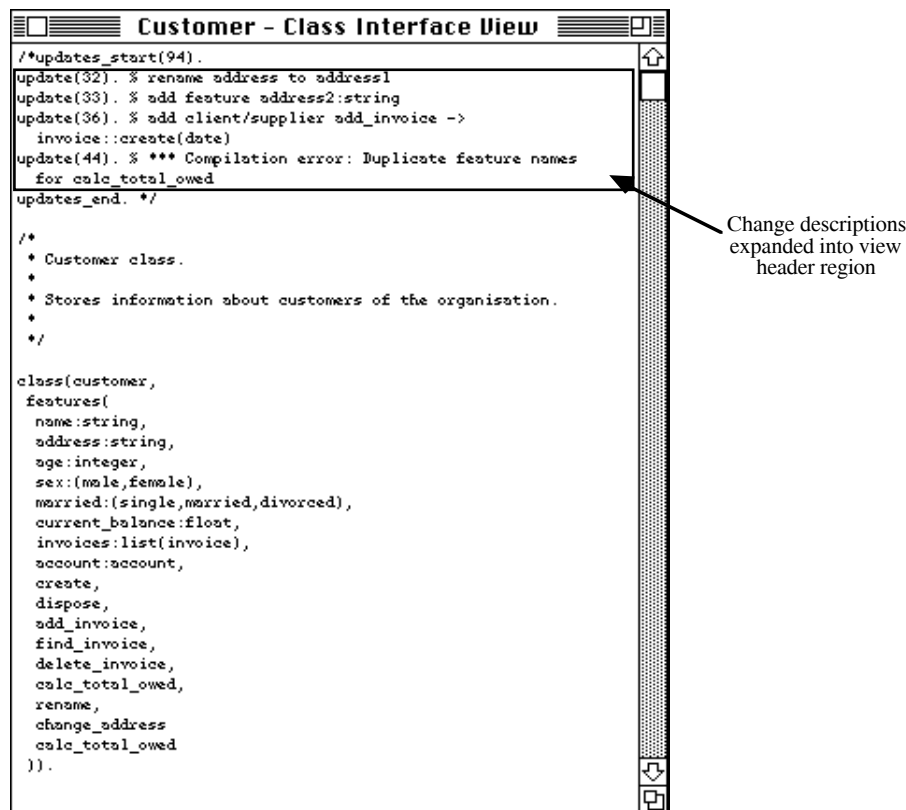 Customer - Class Interface View
/*updates_start(94).
update(32). % rename address to address1
update(33). % add feature address2:string
update(36). % add client/supplier add_invoice ->
invoice::create(date)
update(44). % *** Compilation error: Duplicate feature names
for calc_total_owed
updates_end. */
/*
* Customer class.
*
* Stores information about customers of the organisation.
*
*/
class(customer,
features(
name:string,
address:string,
age:integer,
sex:(male,female),
married:(single,married,divorced),
current_balance:float,
invoices:list(invoice),
account:account,
create,
dispose,
add_invoice,
find_invoice,
delete_invoice,
calc_total_owed,
rename,
change_address
calc_total_owed
)).
Change descriptions
expanded into view
header region